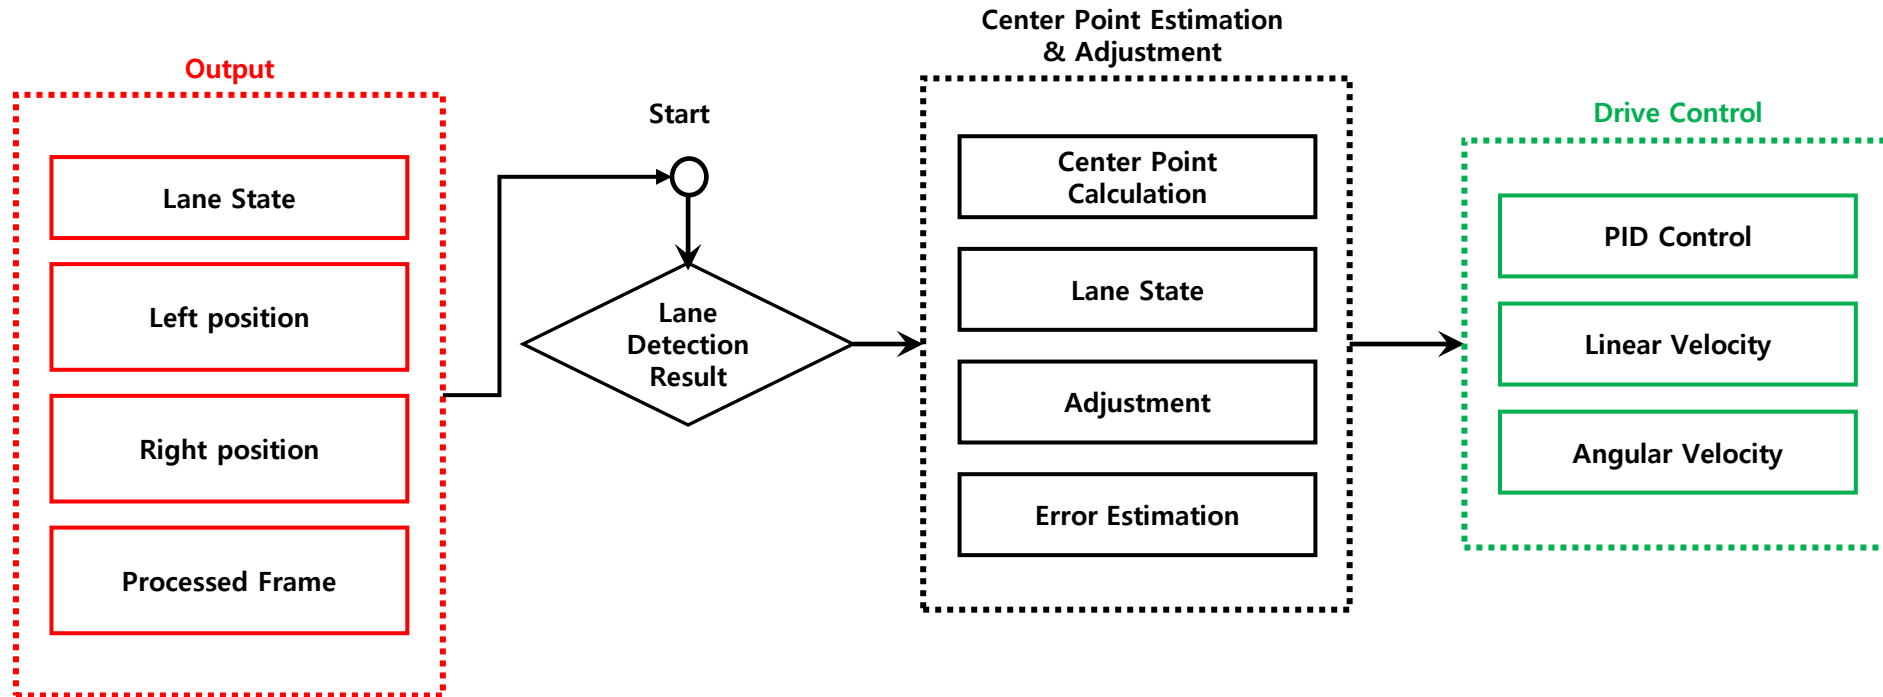 Output
Lane State
Left position
Right position
Processed Frame
Start
Lane
Detection
Result
Center Point Estimation
& Adjustment
Center Point
Calculation
Lane State
Adjustment
Error Estimation
Drive Control
PID Control
Linear Velocity
Angular Velocity